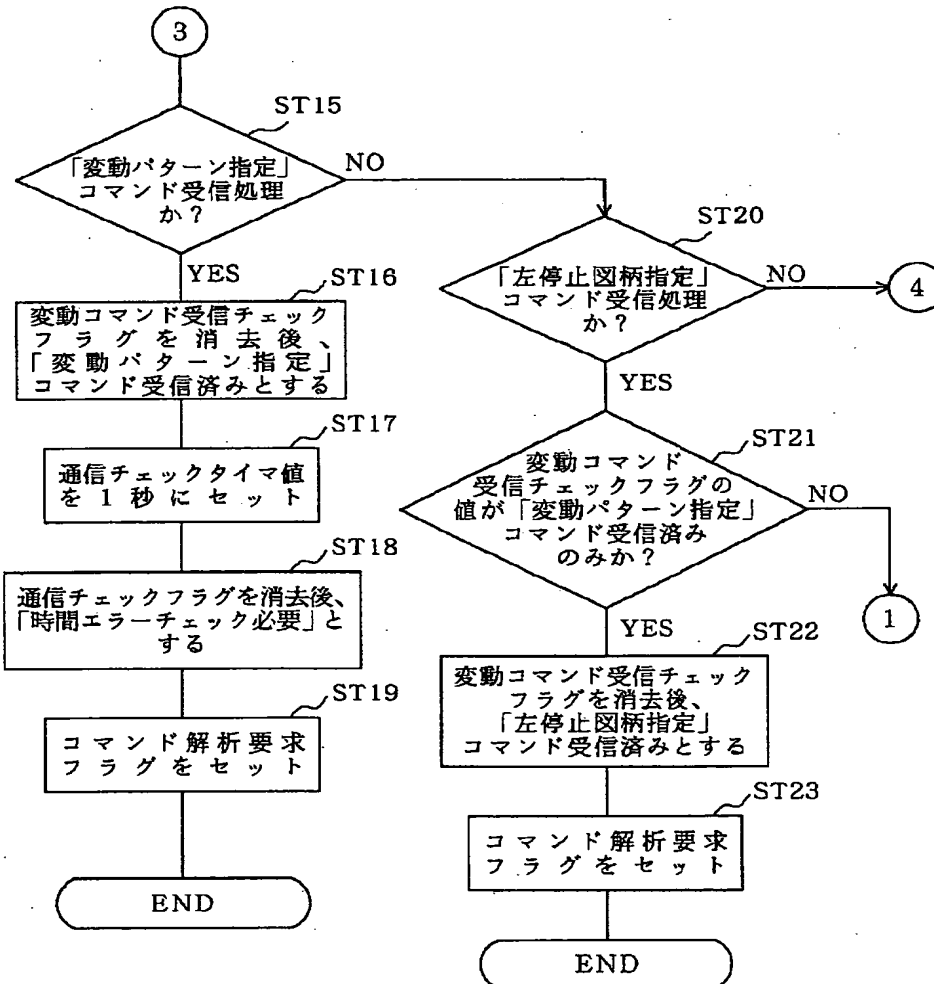 3
ST15
「変動パターン指定」
コマンド受信処理
か?
NO
YES
ST16
変動コマンド受信チェック
フラグを消去後、
「変動パターン指定」
コマンド受信済みとする
ST17
通信チェックタイマ値
を1秒にセット
ST18
通信チェックフラグを消去後、
「時間エラーチェック必要」と
する
ST19
コマンド解析要求
フラグをセット
END
ST20
「左停止図柄指定」
コマンド受信処理
か?
NO
4
YES
ST21
変動コマンド
受信チェックフラグの
値が「変動パターン指定」
コマンド受信済み
のみか?
NO
1
YES
ST22
変動コマンド受信チェック
フラグを消去後、
「左停止図柄指定」
コマンド受信済みとする
ST23
コマンド解析要求
フラグをセット
END